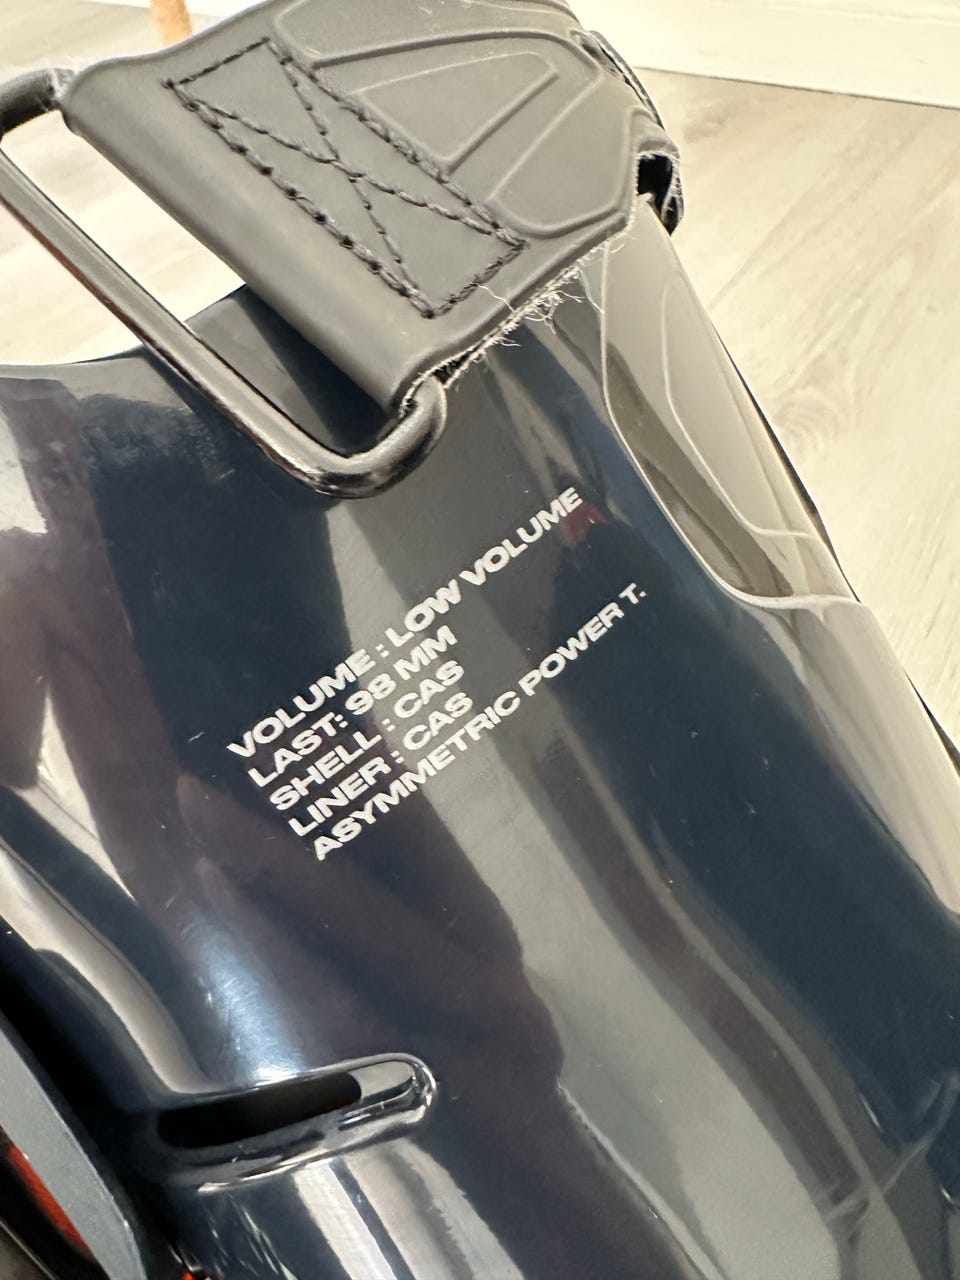 VOLUME : LOW VOLUME
LAST: 98 MM
SHELL : CAS
LINER : CAS
ASYMMETRIC POWER T.